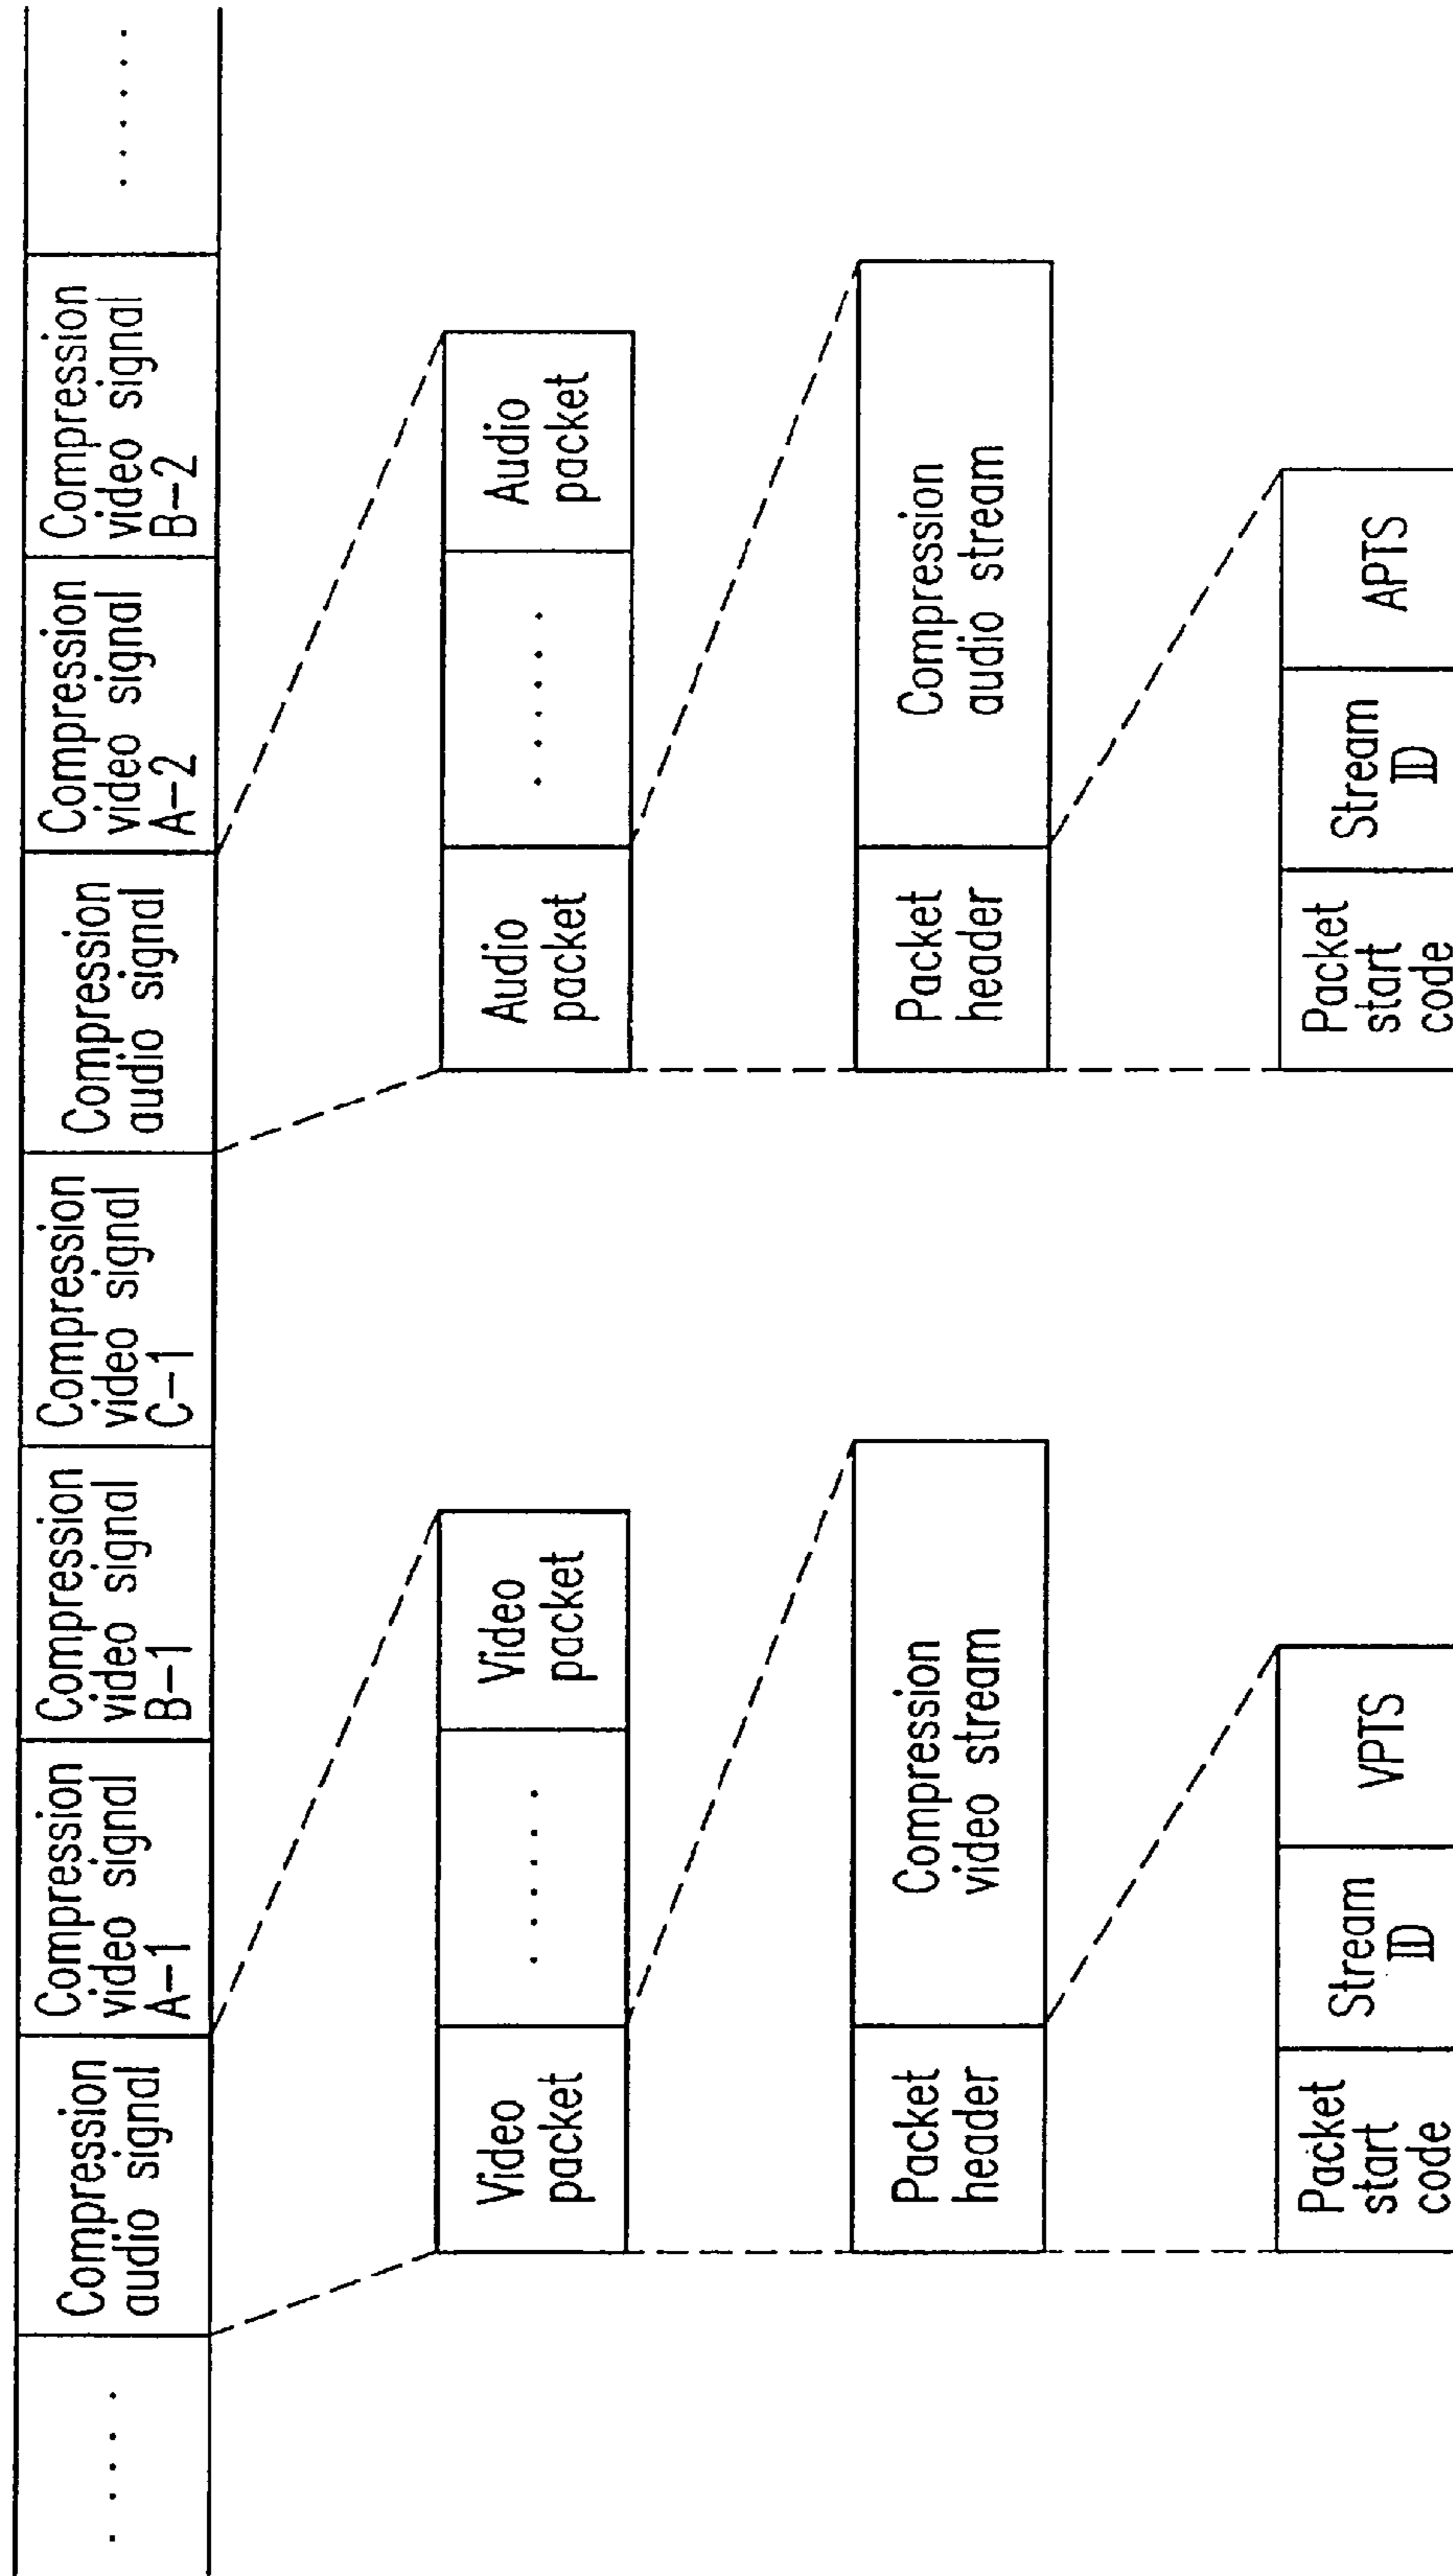 .....
Compression
audio signal
Compression
video signal
A-1
Compression
video signal
B-1
Compression
video signal
C-1
Compression
audio signal
Compression
video signal
A-2
Compression
video signal
B-2
......
Video
packet
......
Video
packet
Audio
packet
......
Audio
packet
Packet
header
Compression
video stream
Packet
header
Compression
audio stream
Packet
start
code
Stream
ID
VPTS
Packet
start
code
Stream
ID
APTS